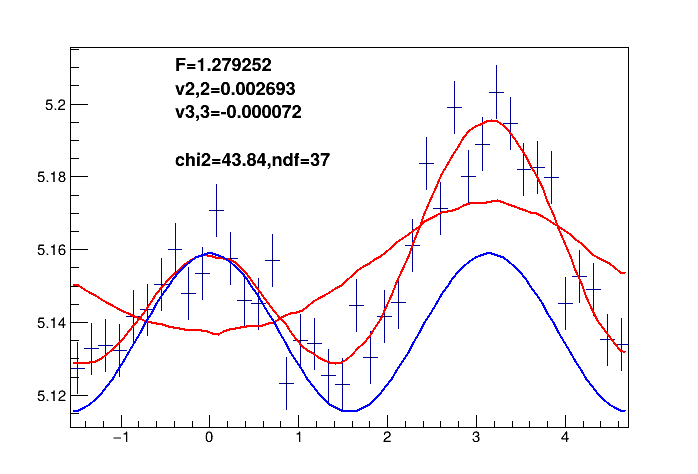 F=1.279252
v2,2=0.002693
v3,3=-0.000072
chi2=43.84,ndf=37
5.2
5.18
5.16
5.14
5.12
−1 0 1 2 3 4